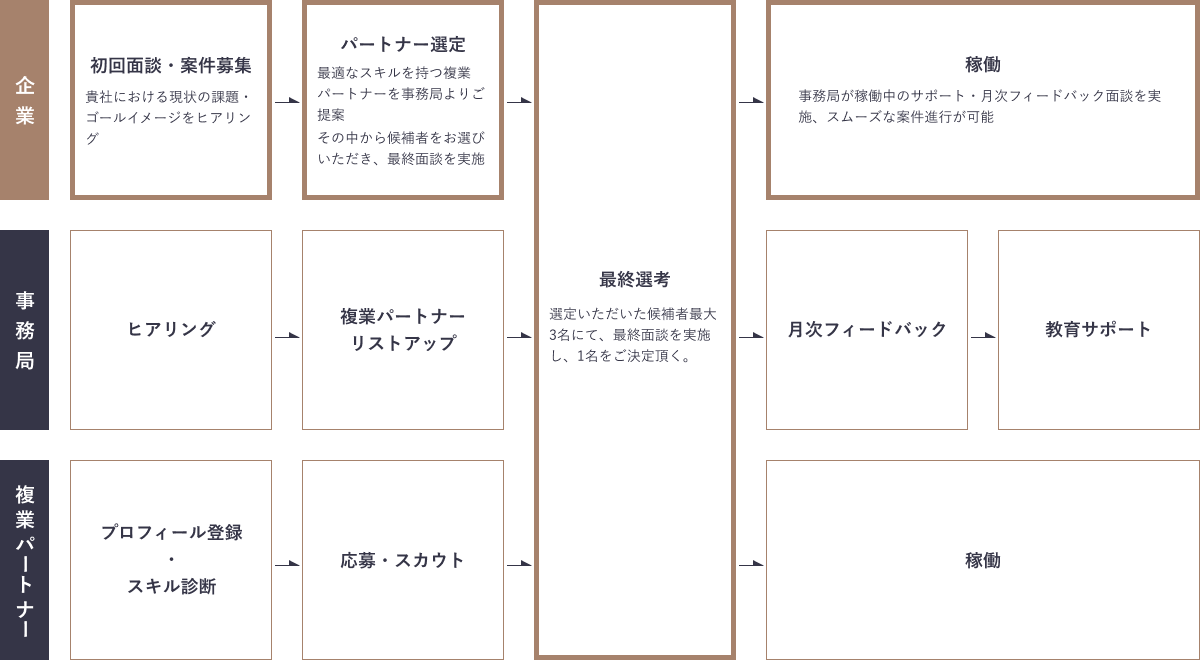 企業
初回面談・案件募集
貴社における現状の課題・
ゴールイメージをヒアリン
グ
パートナー選定
最適なスキルを持つ複業
パートナーを事務局よりご
提案
その中から候補者をお選び
いただき、最終面談を実施
稼働
事務局が稼働中のサポート・月次フィードバック面談を実
施、スムーズな案件進行が可能
事務局
ヒアリング
複業パートナー
リストアップ
最終選考
選定いただいた候補者最大
3名にて、最終面談を実施
し、1名をご決定頂く。
月次フィードバック
教育サポート
複業パートナー
プロフィール登録
・
スキル診断
応募・スカウト
稼働